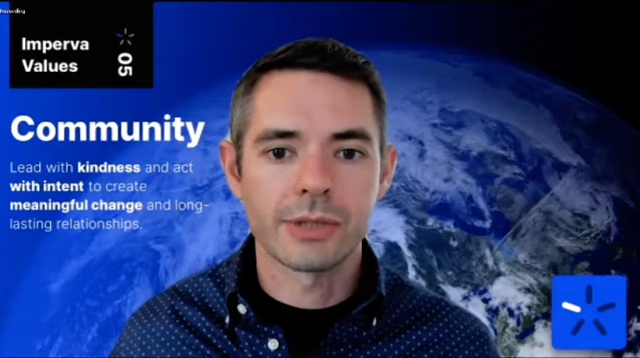 Recording
Imperva
Values
05
Community
Lead with kindness and act
with intent to create
meaningful change and long-
lasting relationships.